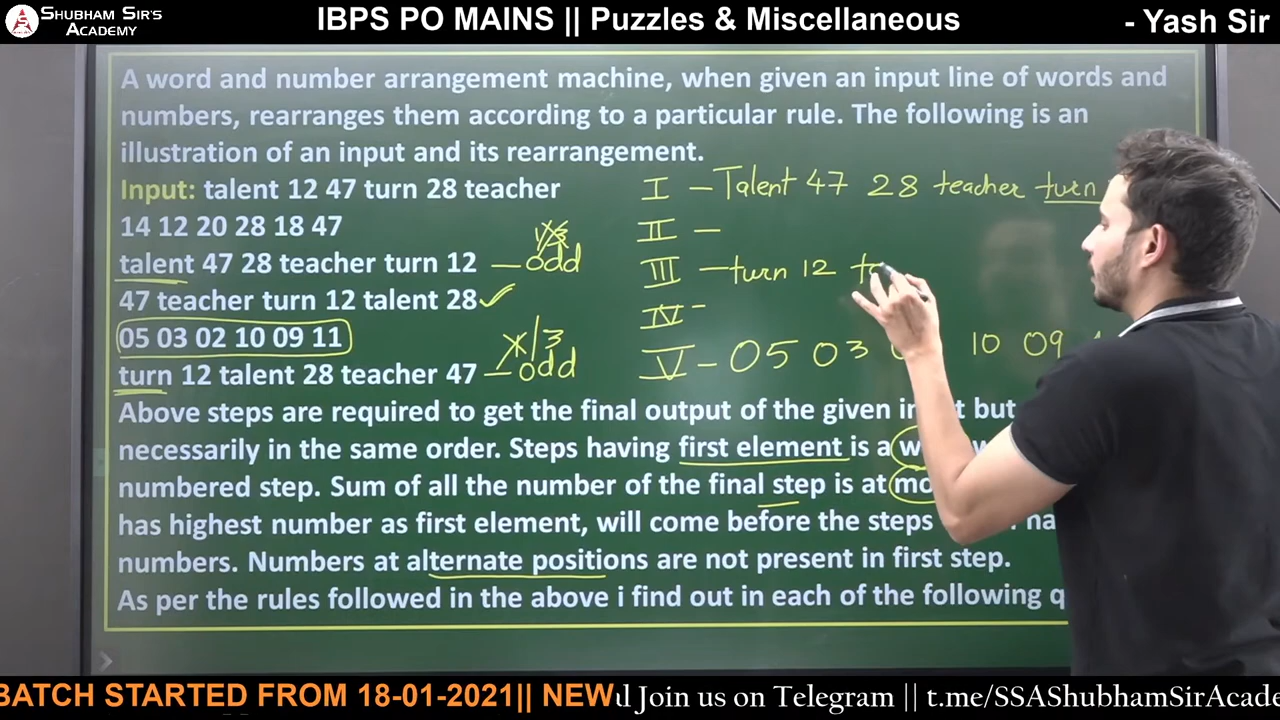 SHUBHAM SIR'S
ACADEMY
IBPS PO MAINS || Puzzles & Miscellaneous
- Yash Sir
A word and number arrangement machine, when given an input line of words and
numbers, rearranges them according to a particular rule. The following is an
illustration of an input and its rearrangement.
Input: talent 12 47 turn 28 teacher
14 12 20 28 18 47
talent 47 28 teacher turn 12 – odd
47 teacher turn 12 talent 28
05 03 02 10 09 11
turn 12 talent 28 teacher 47 – odd
I – Talent 47 28 teacher turn
II –
III – turn 12
IV –
V – 05 03 10 09
Above steps are required to get the final output of the given but
necessarily in the same order. Steps having first element is a
numbered step. Sum of all the number of the final step is at
has highest number as first element, will come before the steps
numbers. Numbers at alternate positions are not present in first step.
As per the rules followed in the above i find out in each of the following
BATCH STARTED FROM 18-01-2021|| NEW
Join us on Telegram || t.me/SSAShubhamSirAcade